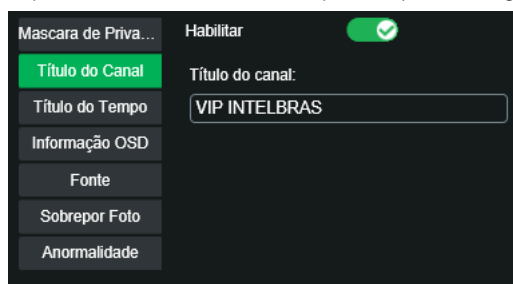 Mascara de Priva...
Título do Canal
Título do Tempo
Informação OSD
Fonte
Sobrepor Foto
Anormalidade
Habilitar
Título do canal:
VIP INTELBRAS